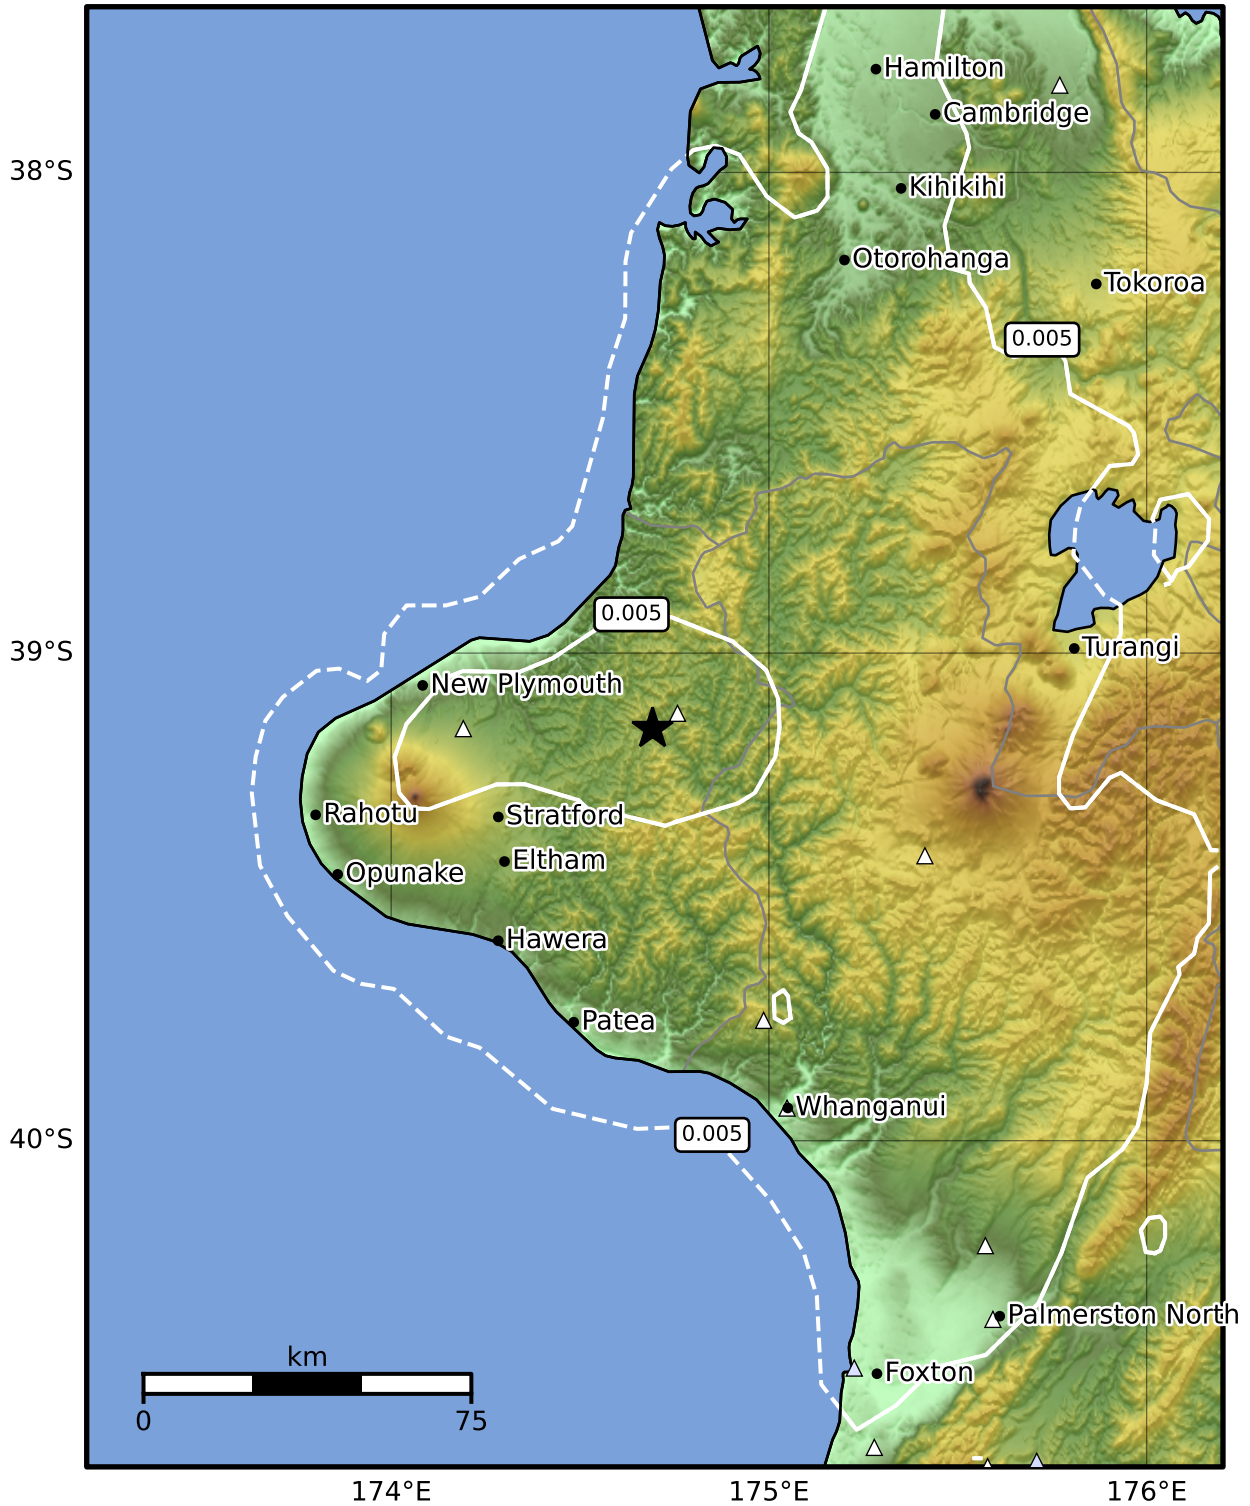 Hamilton
Cambridge
38°S
Kihikihi
Otorohanga
Tokoroa
0.005
0.005
39°S
Turangi
New Plymouth
Rahotu
Stratford
Eltham
Opunake
Hawera
Patea
Whanganui
0.005
40°S
Palmerston North
km
Foxton
0 75
174°E 175°E 176°E